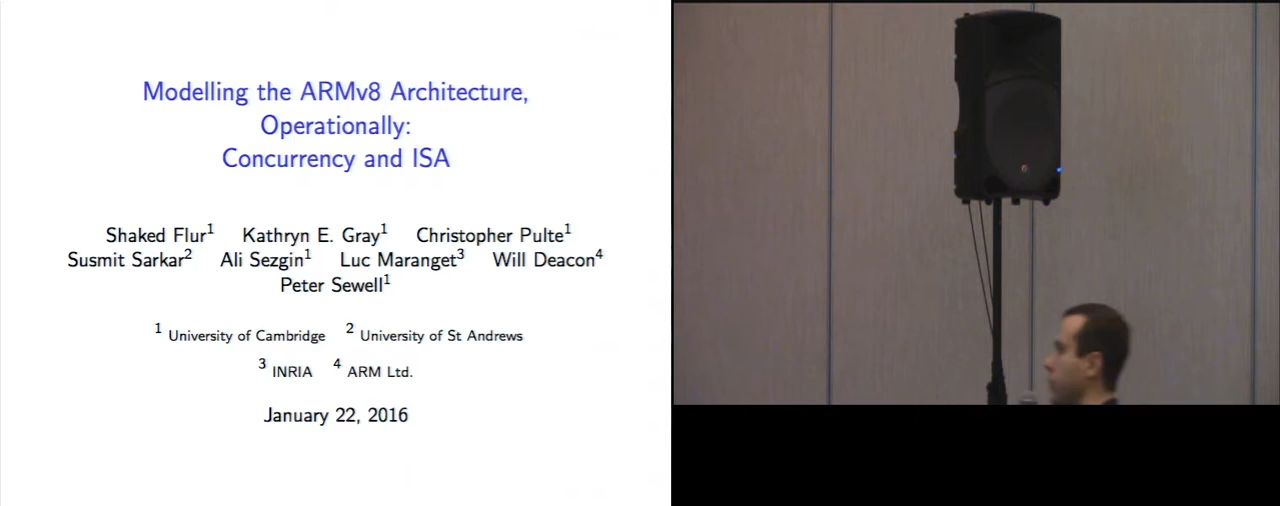 Modelling the ARMv8 Architecture,
Operationally:
Concurrency and ISA
Shaked Flur1 Kathryn E. Gray1 Christopher Pulte1
Susmit Sarkar2 Ali Sezgin1 Luc Maranget3 Will Deacon4
Peter Sewell1
1 University of Cambridge 2 University of St Andrews
3 INRIA 4 ARM Ltd.
January 22, 2016